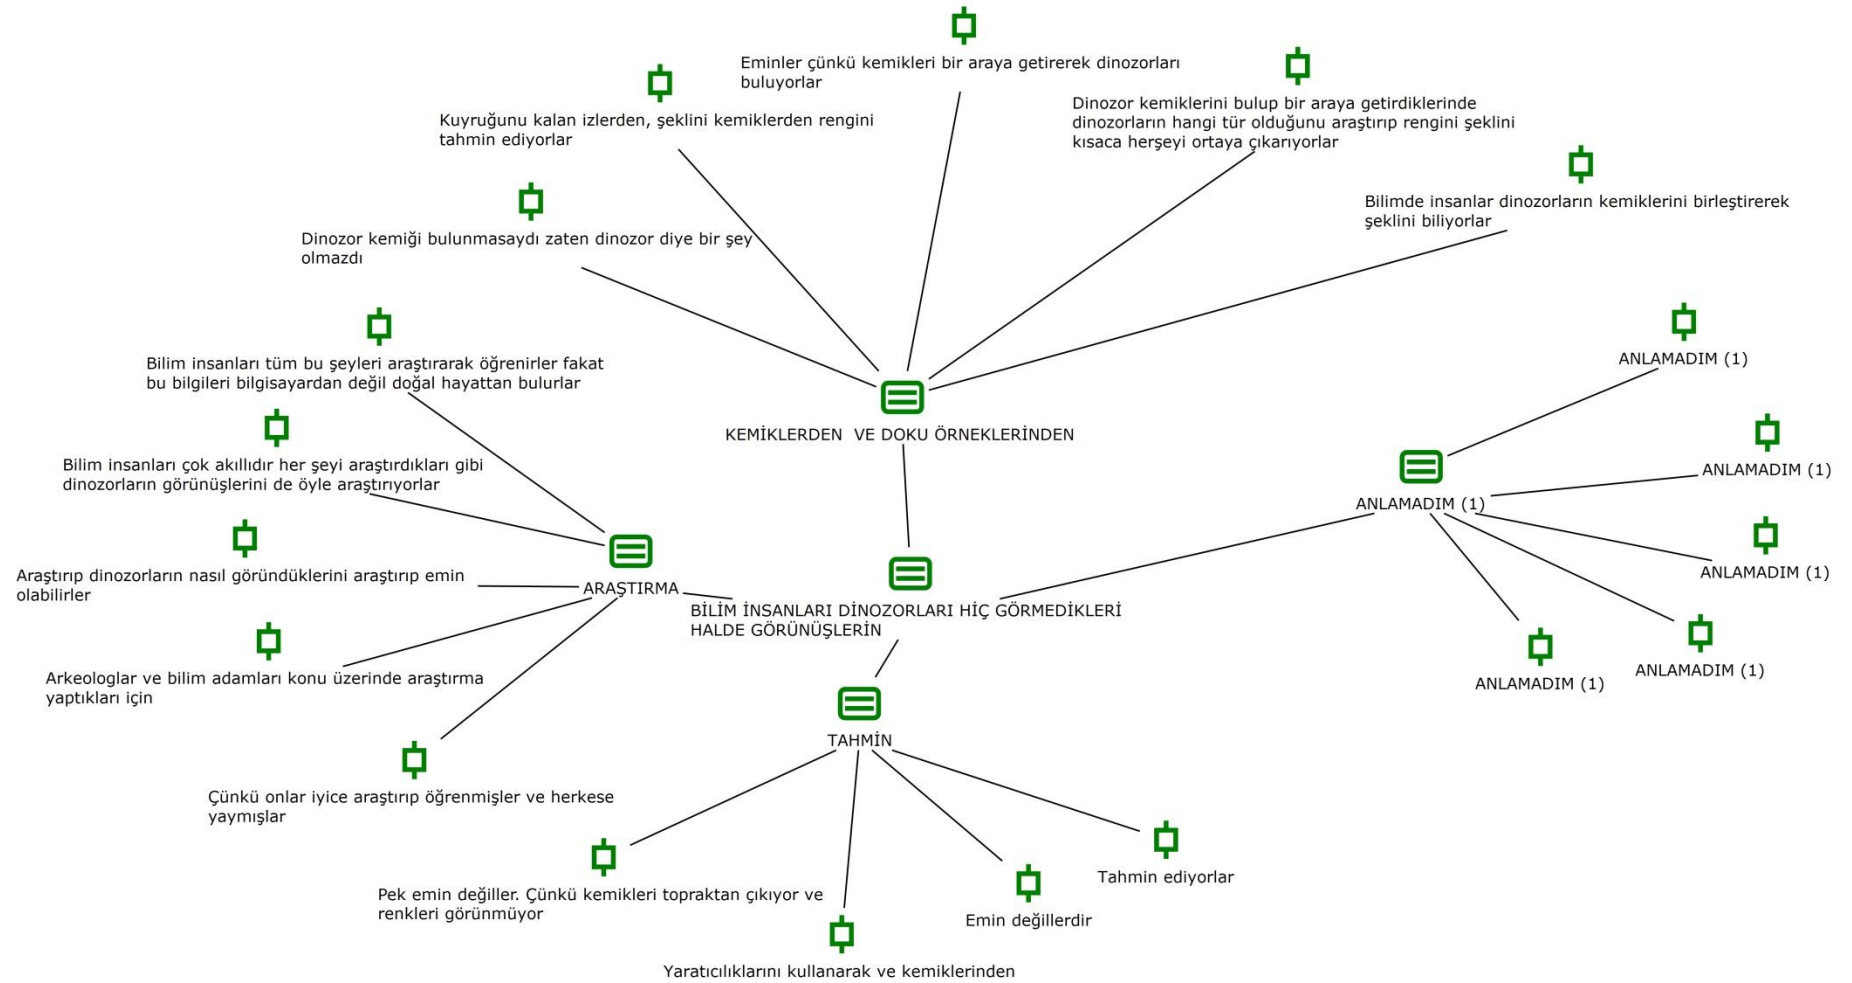 Eminler çünkü kemikleri bir araya getirerek dinozorları
buluyorlar
Kuyruğunu kalan izlerden, şeklini kemiklerden rengini
tahmin ediyorlar
Dinozor kemiklerini bulup bir araya getirdiklerinde
dinozorların hangi tür olduğunu araştırıp rengini şeklini
kısaca herşeyi ortaya çıkarıyorlar
Bilimde insanlar dinozorların kemiklerini birleştirerek
şeklini biliyorlar
Dinozor kemiği bulunmasaydı zaten dinozor diye bir şey
olmazdı
Bilim insanları tüm bu şeyleri araştırarak öğrenirler fakat
bu bilgileri bilgisayardan değil doğal hayattan bulurlar
ANLAMADIM (1)
KEMİKLERDEN  VE DOKU ÖRNEKLERİNDEN
Bilim insanları çok akıllıdır her şeyi araştırdıkları gibi
dinozorların görünüşlerini de öyle araştırıyorlar
ANLAMADIM (1)
ANLAMADIM (1)
Araştırıp dinozorların nasıl göründüklerini araştırıp emin
olabilirler
ARAŞTIRMA
ANLAMADIM (1)
BİLİM İNSANLARI DİNOZORLARI HİÇ GÖRMEDİKLERİ
HALDE GÖRÜNÜŞLERİN
Arkeologlar ve bilim adamları konu üzerinde araştırma
yaptıkları için
ANLAMADIM (1)
ANLAMADIM (1)
TAHMİN
Çünkü onlar iyice araştırıp öğrenmişler ve herkese
yaymışlar
Pek emin değiller. Çünkü kemikleri topraktan çıkıyor ve
renkleri görünmüyor
Tahmin ediyorlar
Emin değillerdir
Yaratıcılıklarını kullanarak ve kemiklerinden